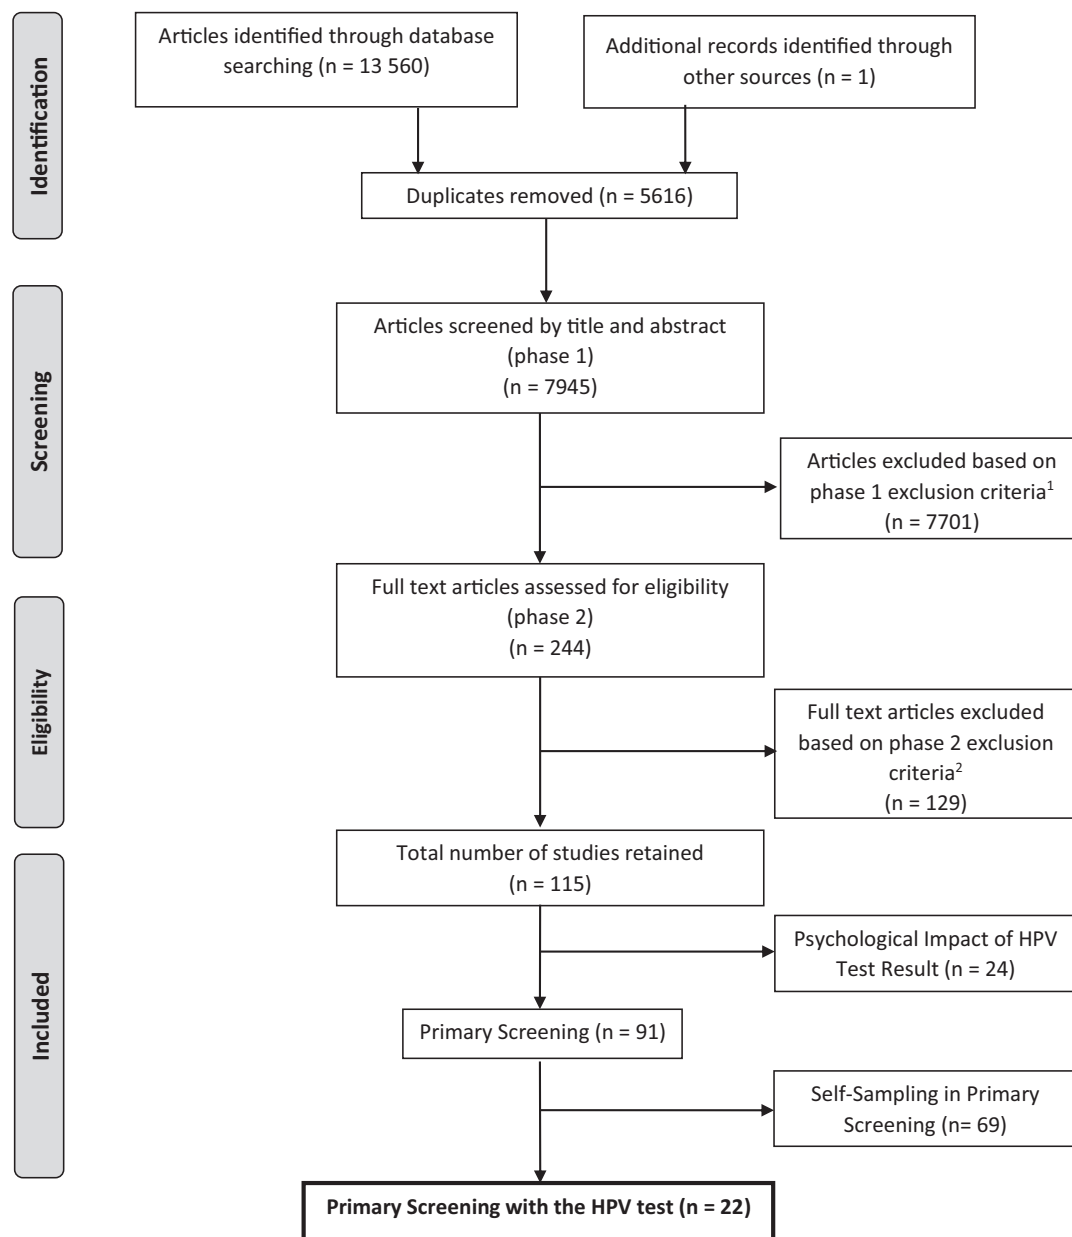 Identification
Articles identified through database
searching (n = 13 560)
Additional records identified through
other sources (n = 1)
Duplicates removed (n = 5616)
Screening
Articles screened by title and abstract
(phase 1)
(n = 7945)
Articles excluded based on
phase 1 exclusion criteria¹
(n = 7701)
Eligibility
Full text articles assessed for eligibility
(phase 2)
(n = 244)
Full text articles excluded
based on phase 2 exclusion
criteria²
(n = 129)
Included
Total number of studies retained
(n = 115)
Psychological Impact of HPV
Test Result (n = 24)
Primary Screening (n = 91)
Self-Sampling in Primary
Screening (n= 69)
Primary Screening with the HPV test (n = 22)